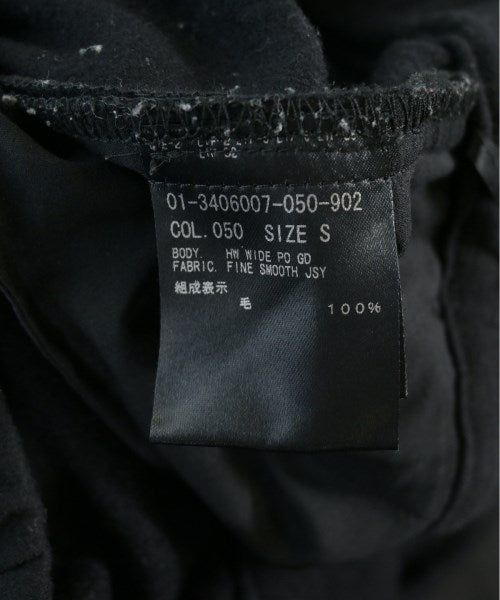 01-3406007-050-902
COL.050 SIZE S
BODY. HW WIDE PO GD
FABRIC. FINE SMOOTH JSY
組成表示
毛 100%